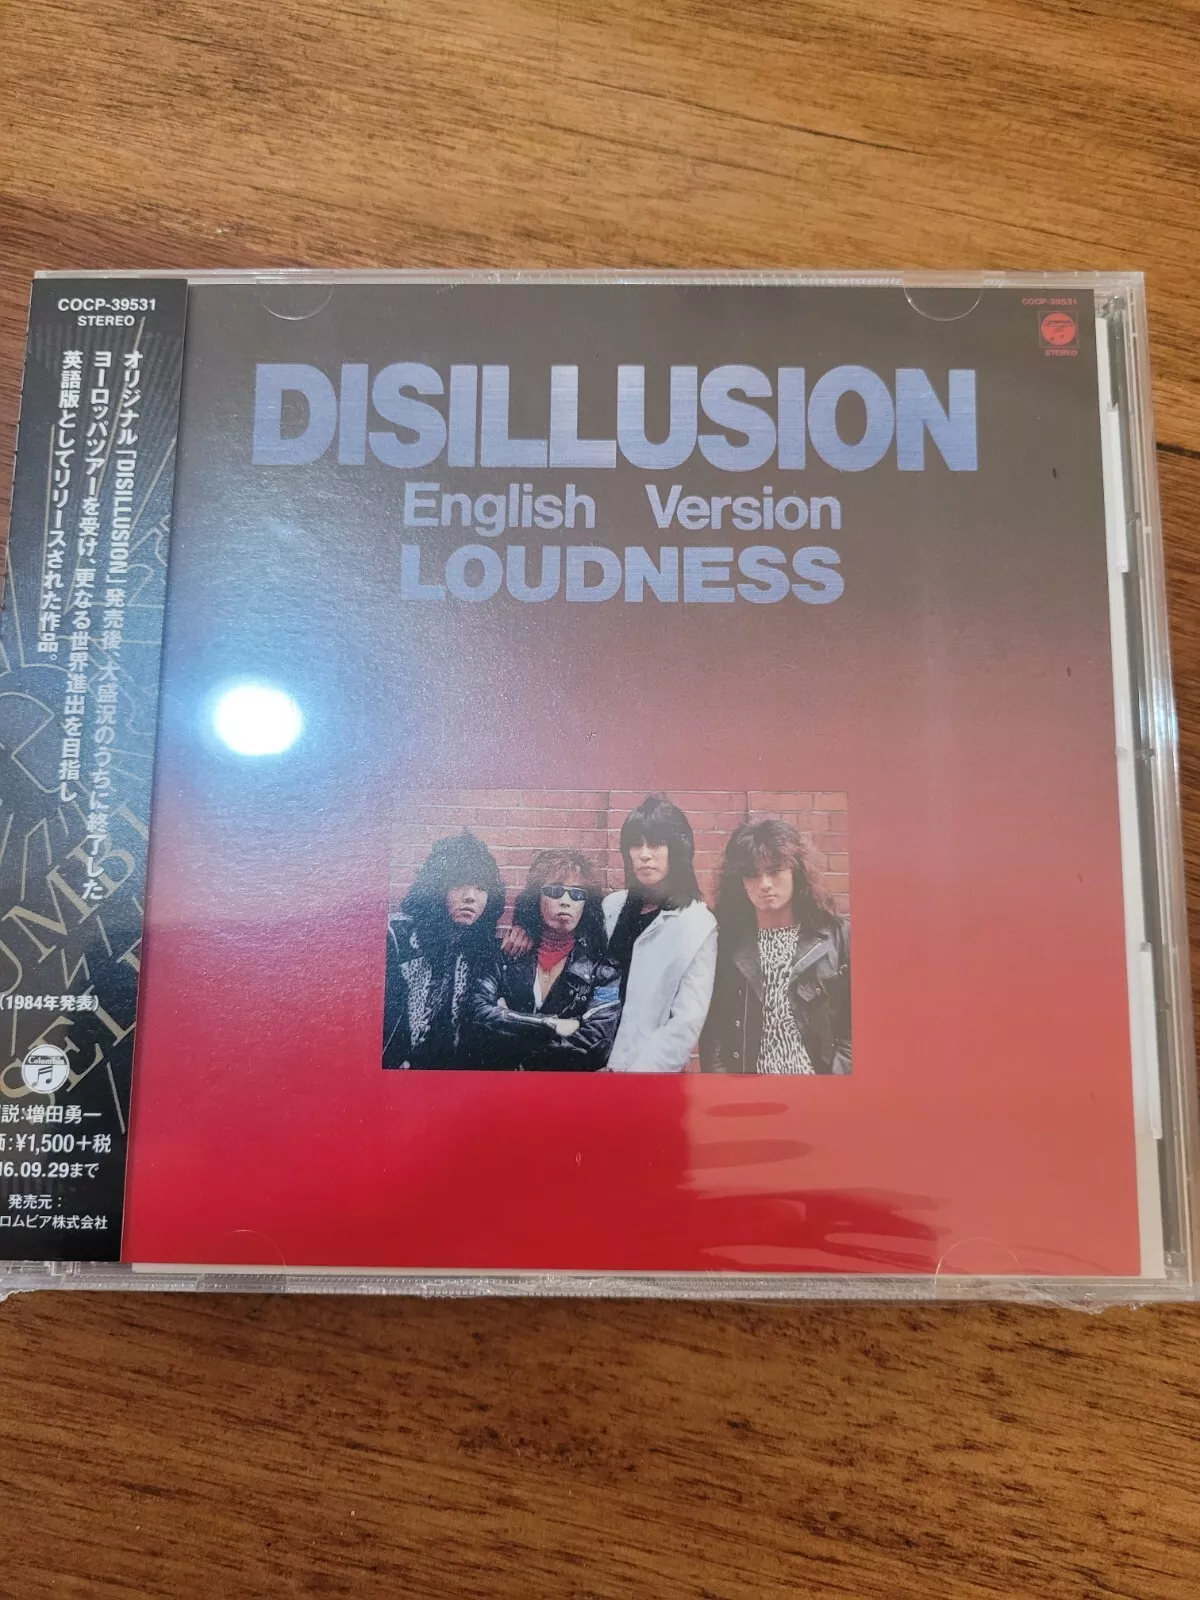 COCP-39531
STEREO
オリジナル「DISILLUSION」発売後、大盛況のうちに終了した
ヨーロッパツアーを受け、更なる世界進出を目指し
英語版としてリリースされた作品。
(1984年発表)
Columbia
説:増田勇一
価:¥1,500+税
16.09.29まで
発売元:
ロムビア株式会社
COCP-39531
Columbia
STEREO
DISILLUSION
English Version
LOUDNESS